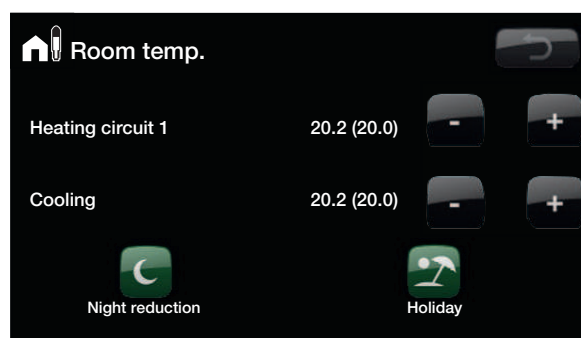 Room temp.
Heating circuit 1 20.2 (20.0) - +
Cooling 20.2 (20.0) - +
Night reduction Holiday